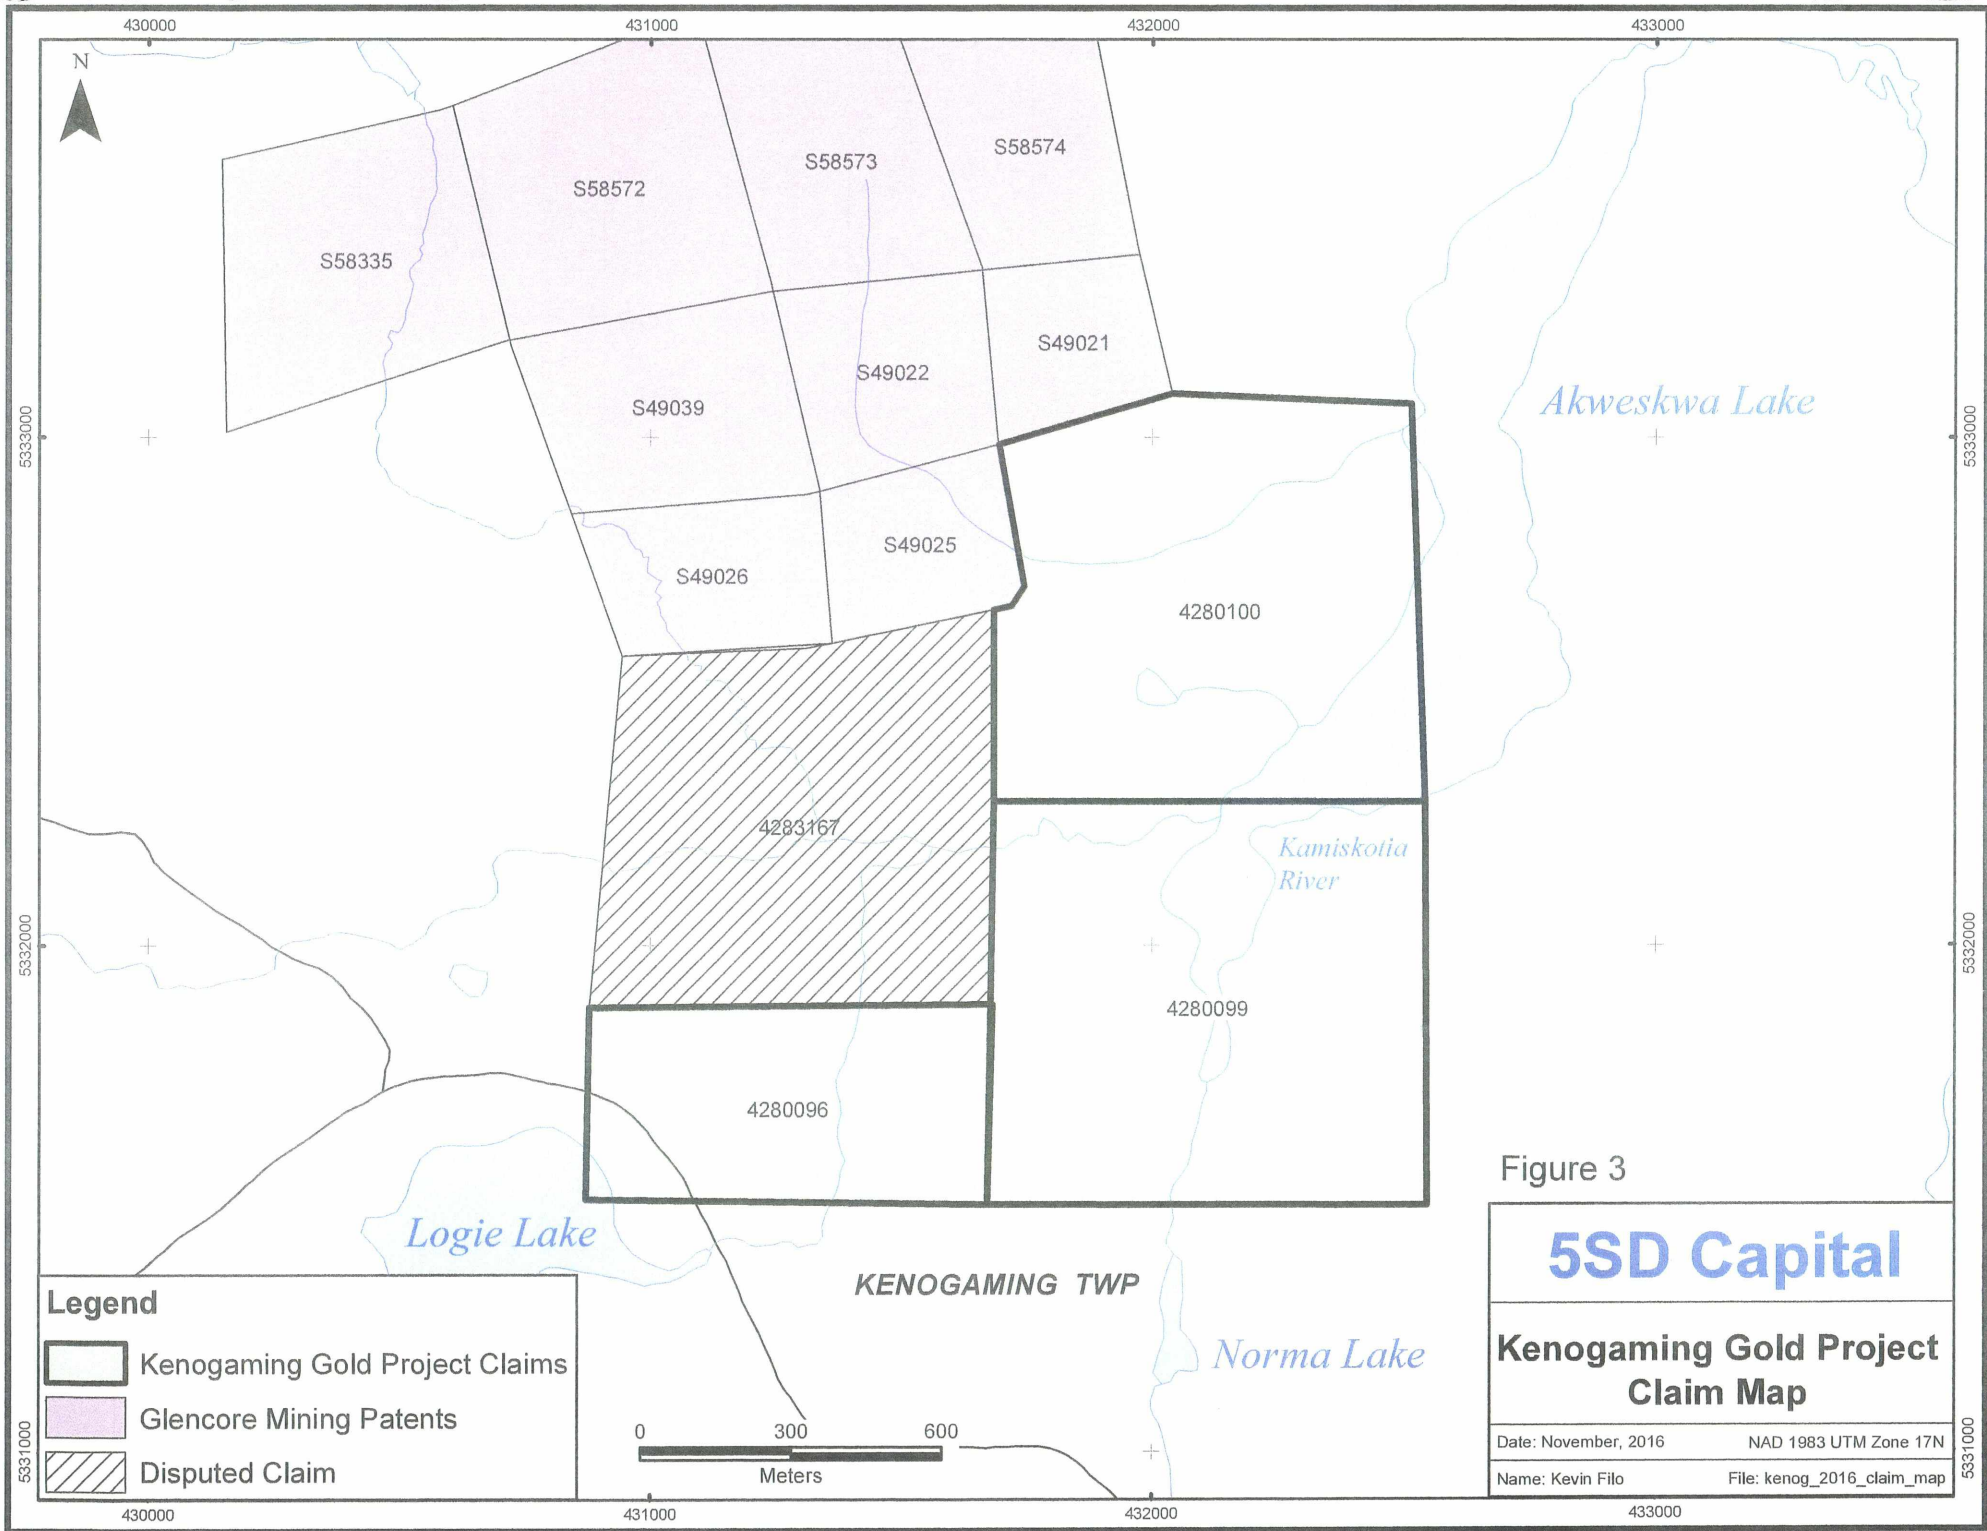 430000
431000
432000
433000
N
S58574
S58573
S58572
S58335
S49021
S49022
Akweskwa Lake
S49039
5333000
5333000
S49025
S49026
4280100
4283167
Kamiskotia
River
5332000
5332000
4280099
4280096
Figure 3
Logie Lake
KENOGAMING TWP
Norma Lake
Legend
Kenogaming Gold Project Claims
Glencore Mining Patents
Disputed Claim
0 300 600
Meters
5SD Capital
Kenogaming Gold Project
Claim Map
Date: November, 2016 NAD 1983 UTM Zone 17N
Name: Kevin Filo File: kenog_2016_claim_map
5331000
5331000
430000
431000
432000
433000